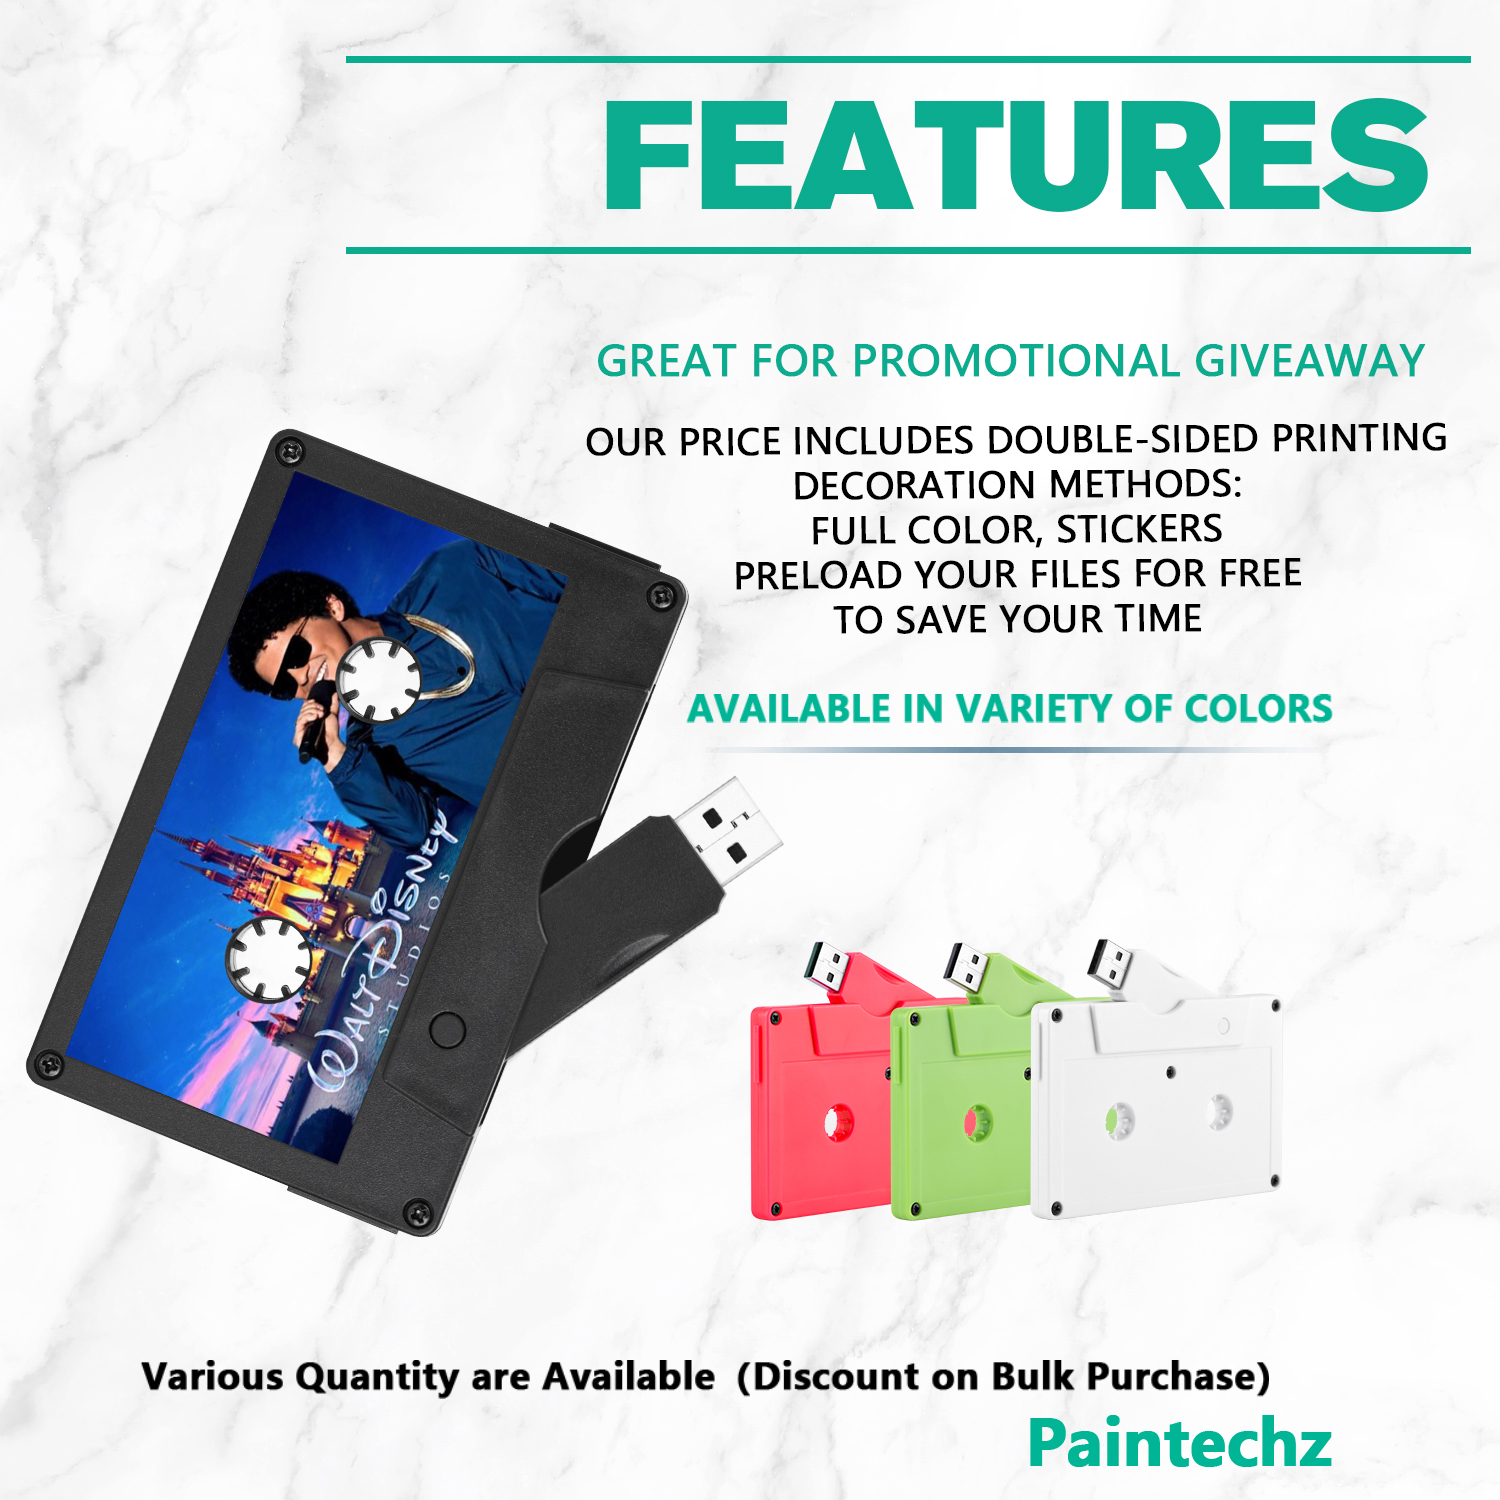 FEATURES
GREAT FOR PROMOTIONAL GIVEAWAY
OUR PRICE INCLUDES DOUBLE-SIDED PRINTING
DECORATION METHODS:
FULL COLOR, STICKERS
PRELOAD YOUR FILES FOR FREE
TO SAVE YOUR TIME
AVAILABLE IN VARIETY OF COLORS
WALT DISNEY
STUDIOS
Various Quantity are Available (Discount on Bulk Purchase)
Paintechz